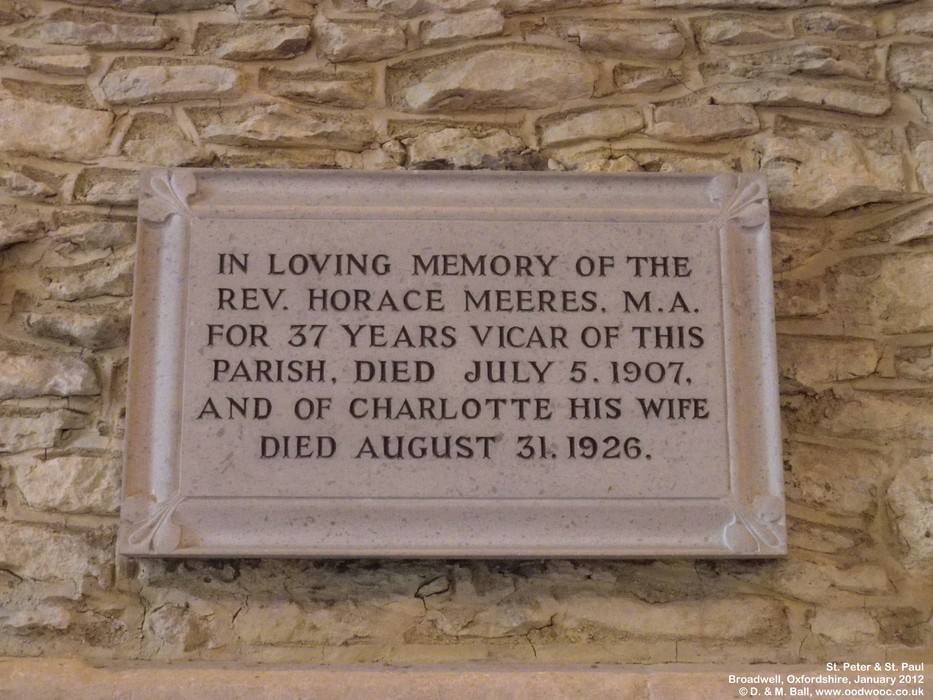 IN LOVING MEMORY OF THE
REV. HORACE MEERES. M.A.
FOR 37 YEARS VICAR OF THIS
PARISH, DIED JULY 5. 1907,
AND OF CHARLOTTE HIS WIFE
DIED AUGUST 31. 1926.
St. Peter & St. Paul
Broadwell, Oxfordshire, January 2012
© D. & M. Ball, www.oodwooc.co.uk